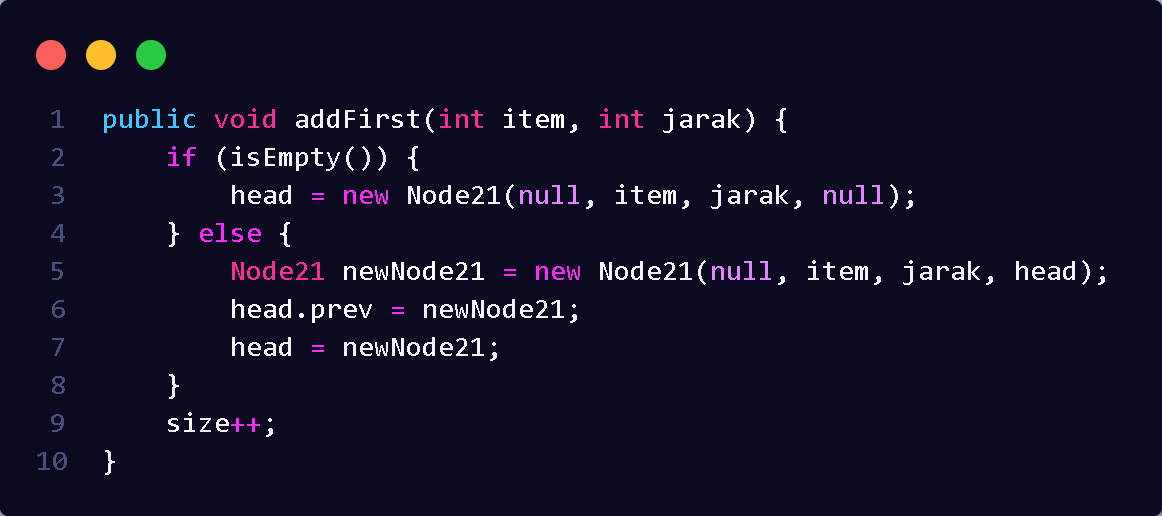 1 public void addFirst(int item, int jarak) {
2     if (isEmpty()) {
3         head = new Node21(null, item, jarak, null);
4     } else {
5         Node21 newNode21 = new Node21(null, item, jarak, head);
6         head.prev = newNode21;
7         head = newNode21;
8     }
9     size++;
10 }